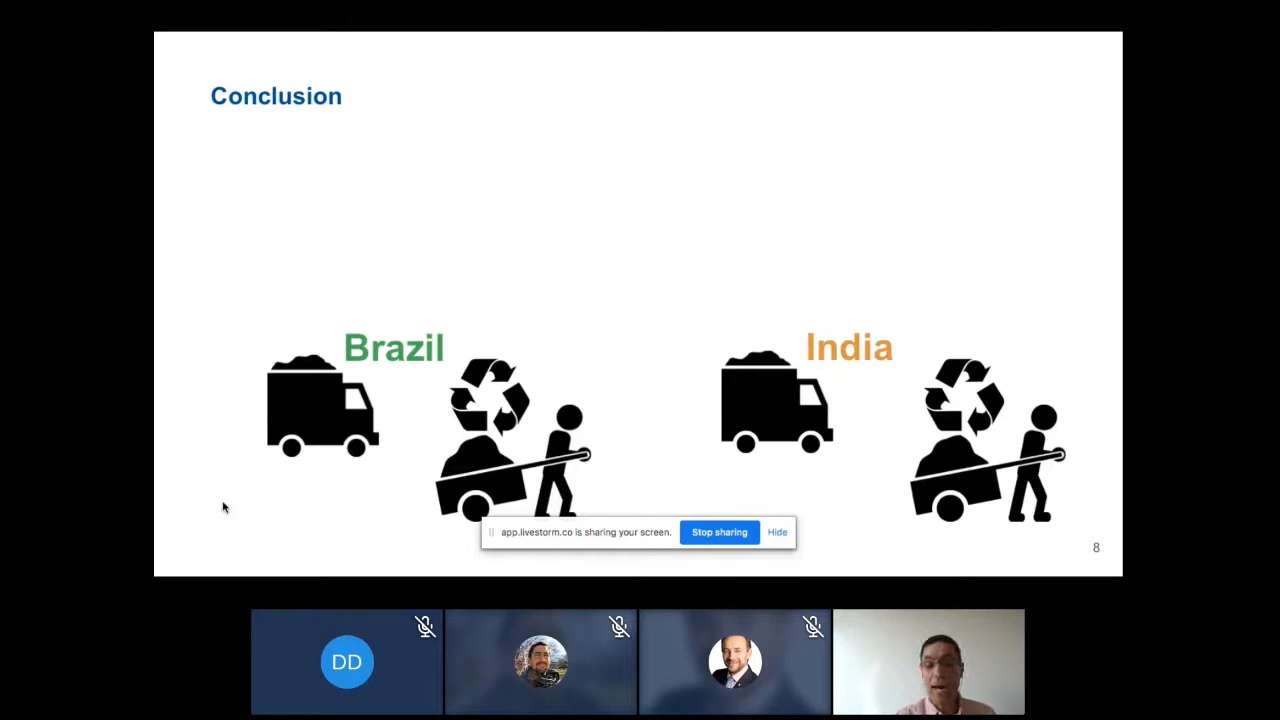 Conclusion
Brazil
India
app.livestorm.co is sharing your screen.
Stop sharing
Hide
8
DD